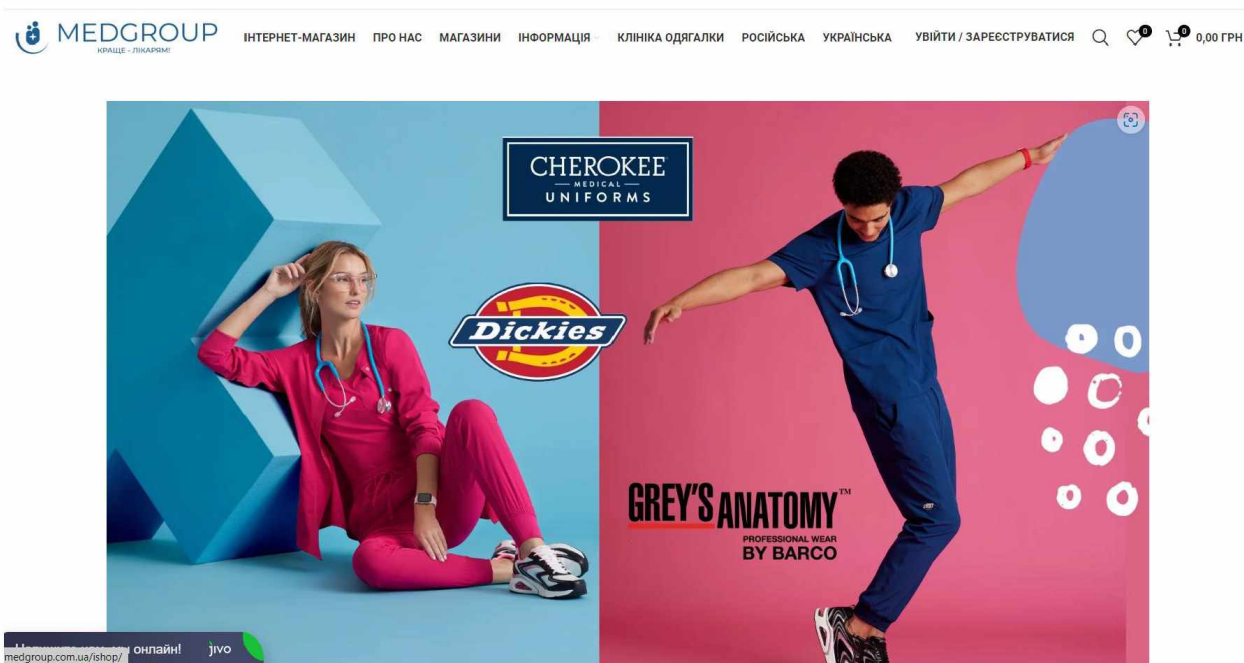 MEDGROUP
КРАЩЕ - ЛІКАРЯМ!
ІНТЕРНЕТ-МАГАЗИН ПРО НАС МАГАЗИНИ ІНФОРМАЦІЯ КЛІНІКА ОДЯГАЛКИ РОСІЙСЬКА УКРАЇНСЬКА УВІЙТИ / ЗАРЕЄСТРУВАТИСЯ 0 0 0,00 ГРН
CHEROKEE
MEDICAL
UNIFORMS
Dickies
GREY'S ANATOMY™
PROFESSIONAL WEAR
BY BARCO
онлайн! jivo
medgroup.com.ua/ishop/